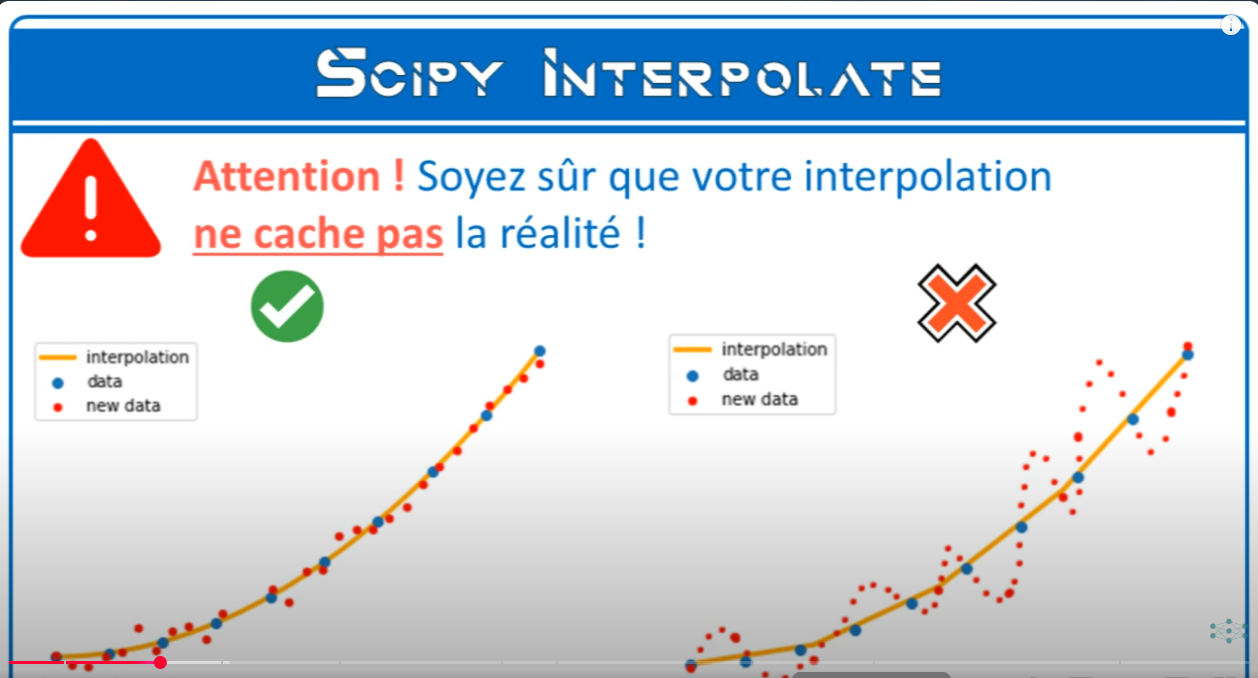 SCIPY INTERPOLATE
Attention ! Soyez sûr que votre interpolation
ne cache pas la réalité !
interpolation
data
new data
interpolation
data
new data